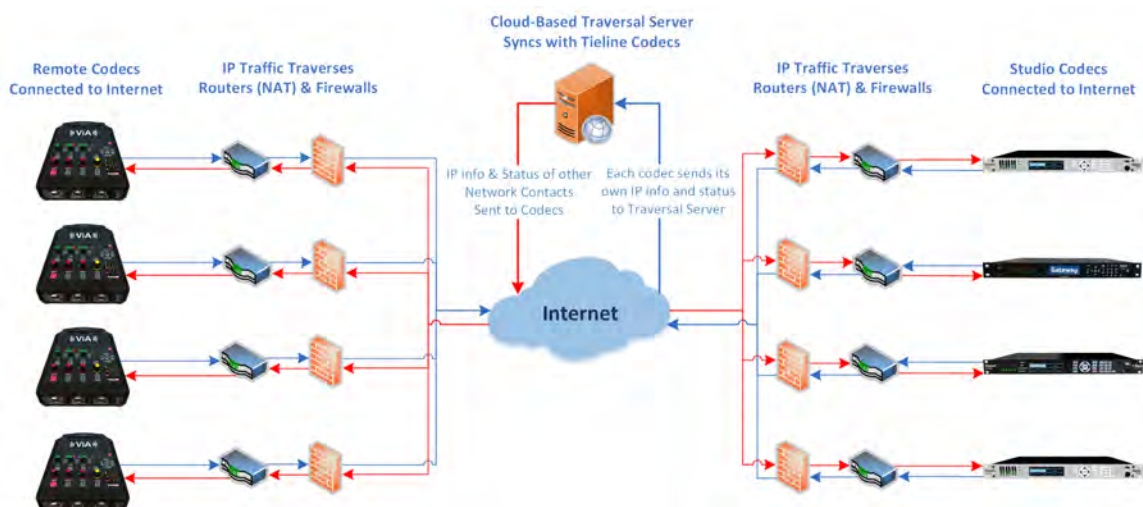 Cloud-Based Traversal Server
Syncs with Tieline Codecs
Remote Codecs
Connected to Internet
IP Traffic Traverses
Routers (NAT) & Firewalls
IP Traffic Traverses
Routers (NAT) & Firewalls
Studio Codecs
Connected to Internet
VIA
IP info & Status of other
Network Contacts
Sent to Codecs
Each codec sends its
own IP info and status
to Traversal Server
VIA
Gateway
Internet
VIA
VIA